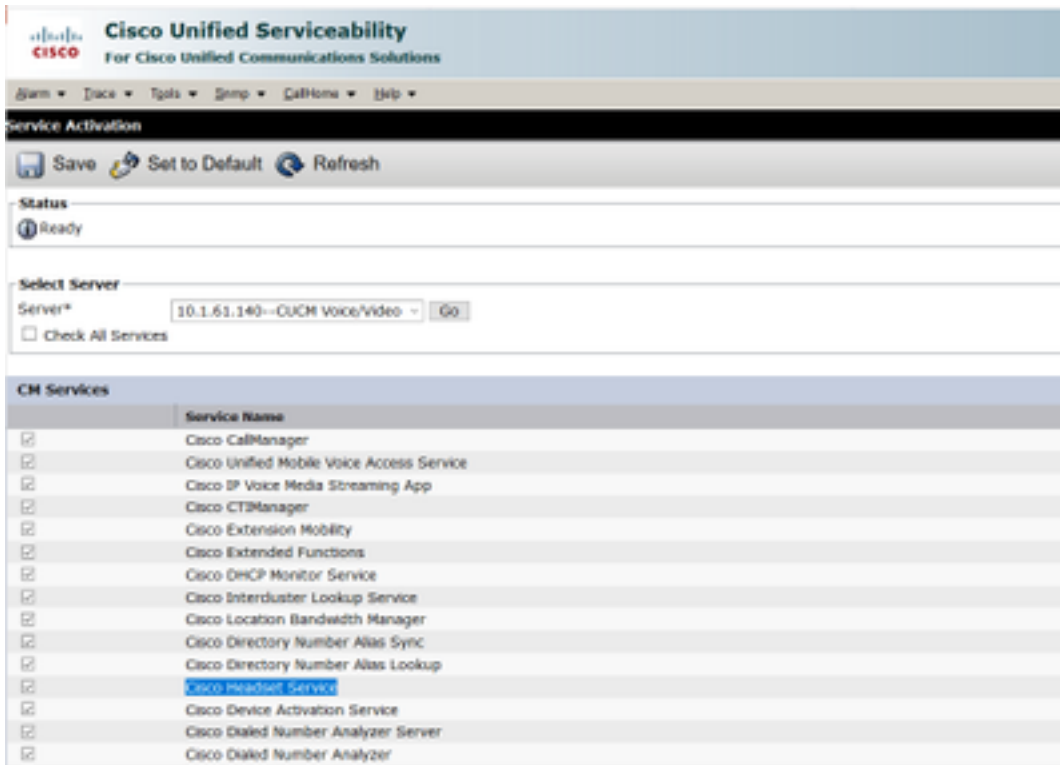 CISCO
Cisco Unified Serviceability
For Cisco Unified Communications Solutions
Alarm Trace Tools Snmp CallHome Help
Service Activation
Save Set to Default Refresh
Status
Ready
Select Server
Server* 10.1.61.140--CUCM Voice/Video Go
Check All Services
CM Services
Service Name
Cisco CallManager
Cisco Unified Mobile Voice Access Service
Cisco IP Voice Media Streaming App
Cisco CTIManager
Cisco Extension Mobility
Cisco Extended Functions
Cisco DHCP Monitor Service
Cisco Intercluster Lookup Service
Cisco Location Bandwidth Manager
Cisco Directory Number Alias Sync
Cisco Directory Number Alias Lookup
Cisco Headset Service
Cisco Device Activation Service
Cisco Dialed Number Analyzer Server
Cisco Dialed Number Analyzer